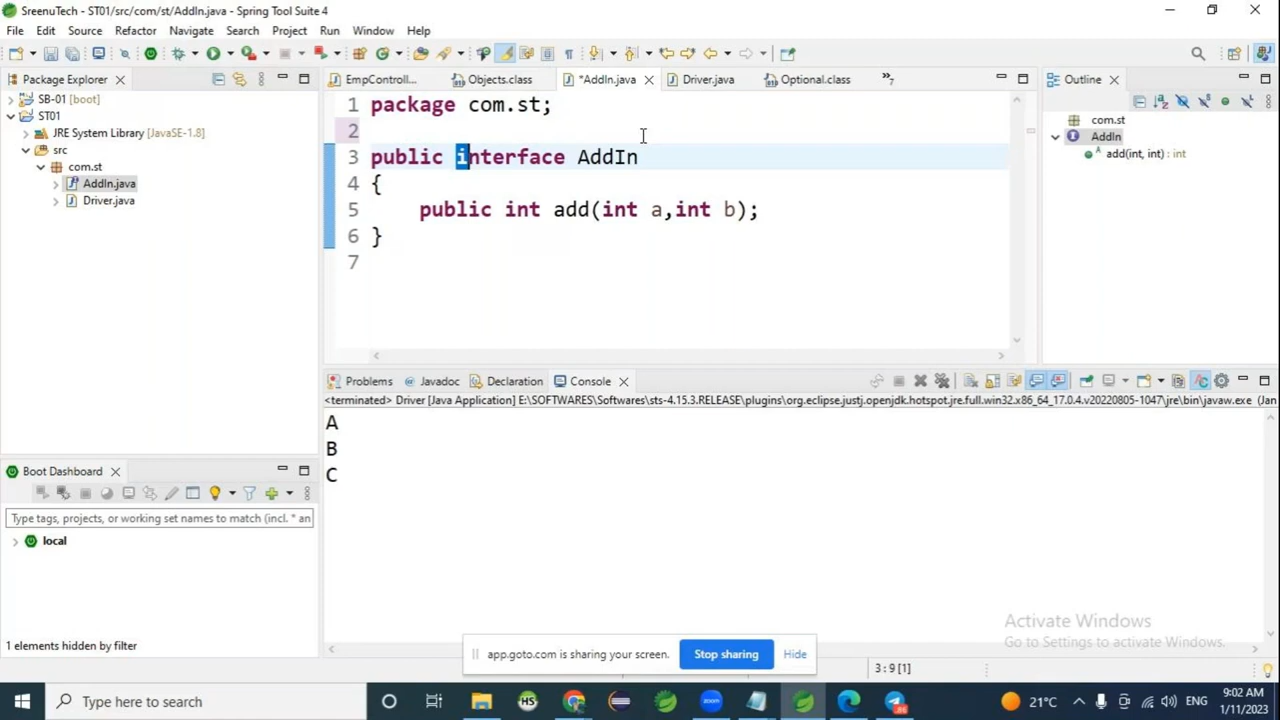 SreenuTech - ST01/src/com/st/AddIn.java - Spring Tool Suite 4
File Edit Source Refactor Navigate Search Project Run Window Help
Package Explorer
SB-01 [boot]
ST01
JRE System Library [JavaSE-1.8]
src
com.st
AddIn.java
Driver.java
EmpControll...
Objects.class
*AddIn.java
Driver.java
Optional.class
»7
1 package com.st;
2
3 public interface AddIn
4 {
5 public int add(int a,int b);
6 }
7
Outline
com.st
AddIn
add(int, int) : int
Problems
Javadoc
Declaration
Console
<terminated> Driver [Java Application] E:\SOFTWARES\Softwares\sts-4.15.3.RELEASE\plugins\org.eclipse.justj.openjdk.hotspot.jre.full.win32.x86_64_17.0.4.v20220805-1047\jre\bin\javaw.exe (Jan
A
B
C
Boot Dashboard
Type tags, projects, or working set names to match (incl. * an
local
1 elements hidden by filter
Activate Windows
Go to Settings to activate Windows.
app.goto.com is sharing your screen.
Stop sharing
Hide
3 : 9 [1]
Type here to search
HS
zoom
21°C
ENG
9:02 AM
1/11/2023